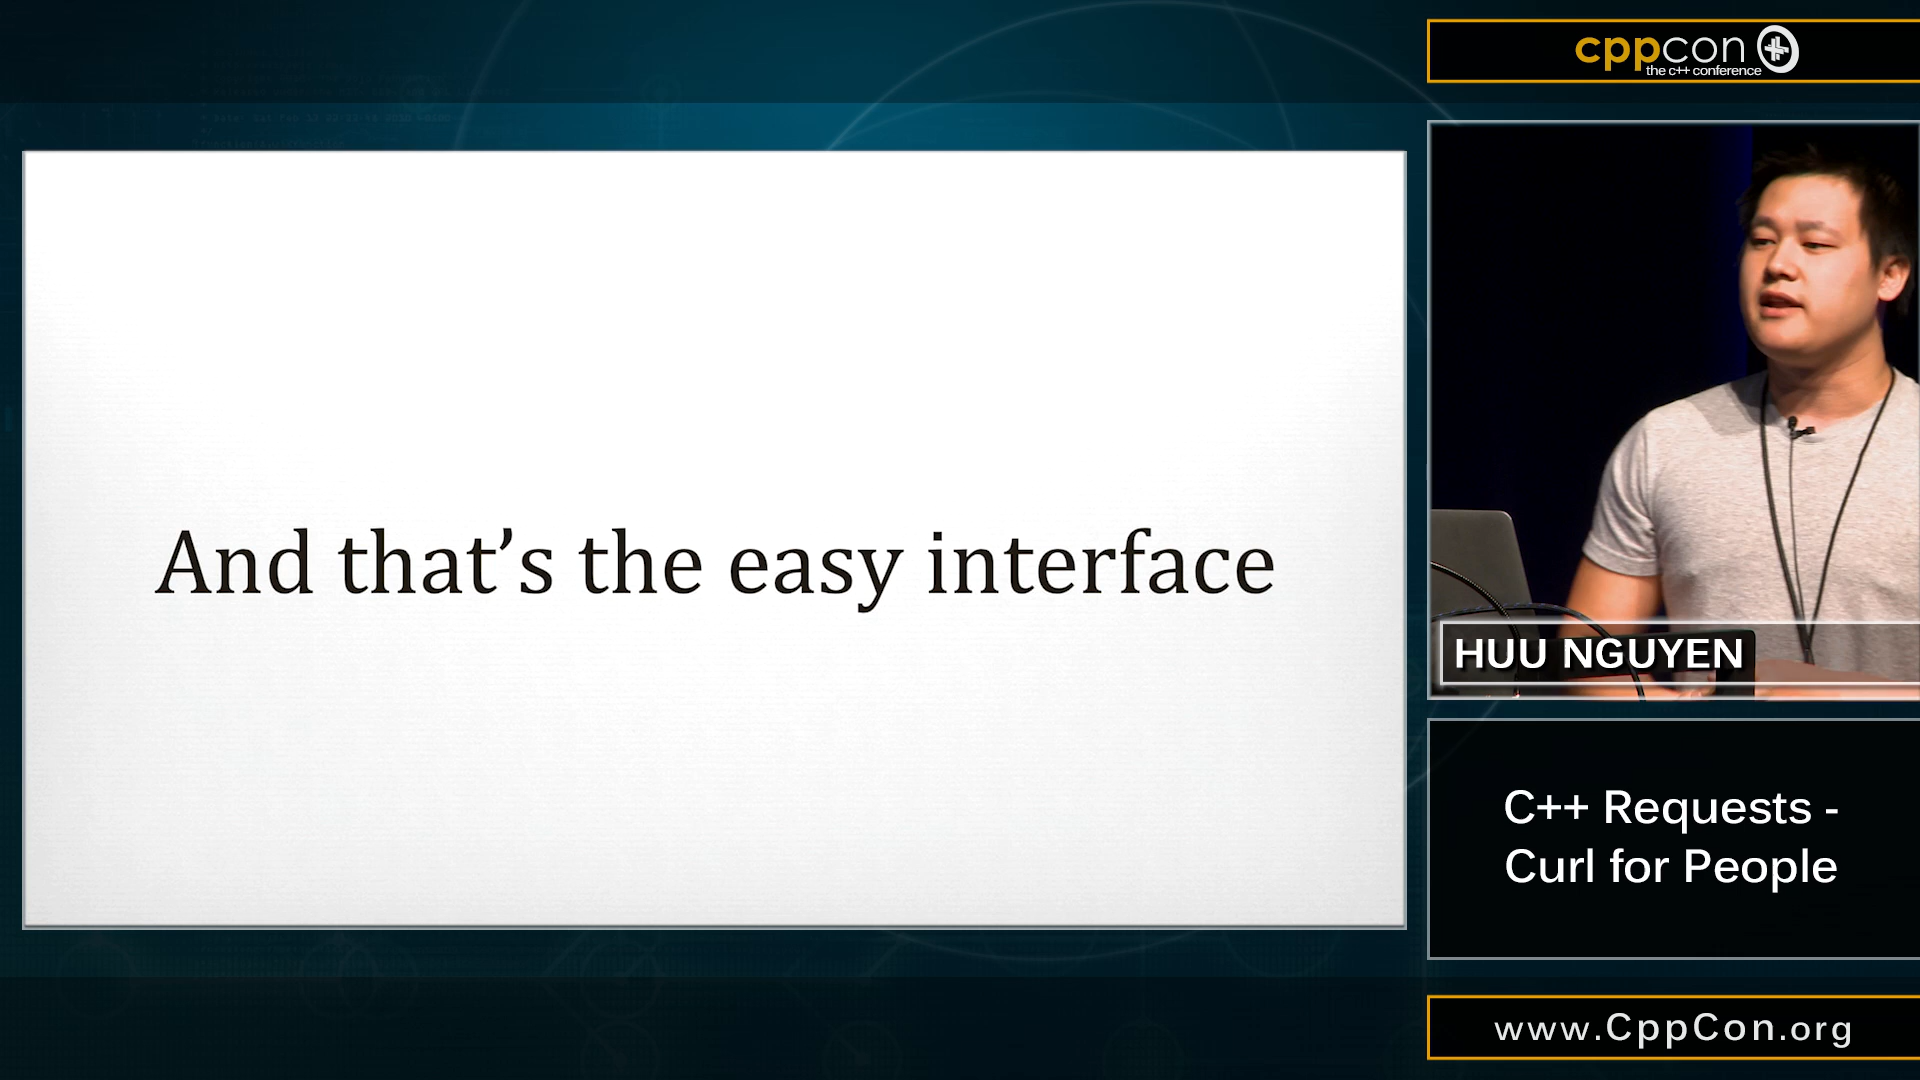 cppcon
the c++ conference
And that's the easy interface
HUU NGUYEN
C++ Requests -
Curl for People
www.CppCon.org